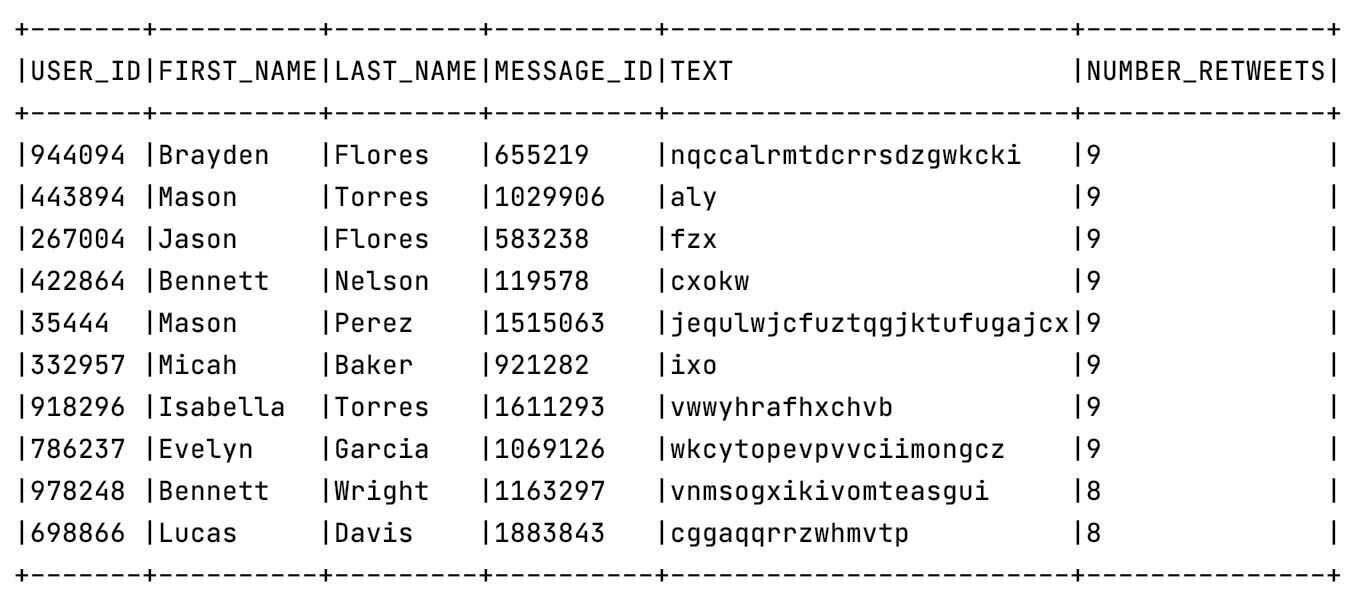 +-------+----------+---------+----------+-------------------------+---------------+
|USER_ID|FIRST_NAME|LAST_NAME|MESSAGE_ID|TEXT                     |NUMBER_RETWEETS|
+-------+----------+---------+----------+-------------------------+---------------+
|944094 |Brayden   |Flores   |655219    |nqccalrmtdcrrsdzgwkcki   |9              |
|443894 |Mason     |Torres   |1029906   |aly                      |9              |
|267004 |Jason     |Flores   |583238    |fzx                      |9              |
|422864 |Bennett   |Nelson   |119578    |cxokw                    |9              |
|35444  |Mason     |Perez    |1515063   |jequlwjcfuztqgjktufugajcx|9              |
|332957 |Micah     |Baker    |921282    |ixo                      |9              |
|918296 |Isabella  |Torres   |1611293   |vwwyhrafhxchvb           |9              |
|786237 |Evelyn    |Garcia   |1069126   |wkcytopevpvvciimongcz    |9              |
|978248 |Bennett   |Wright   |1163297   |vnmsogxikivomteasgui     |8              |
|698866 |Lucas     |Davis    |1883843   |cggaqqrrzwhmvtp          |8              |
+-------+----------+---------+----------+-------------------------+---------------+